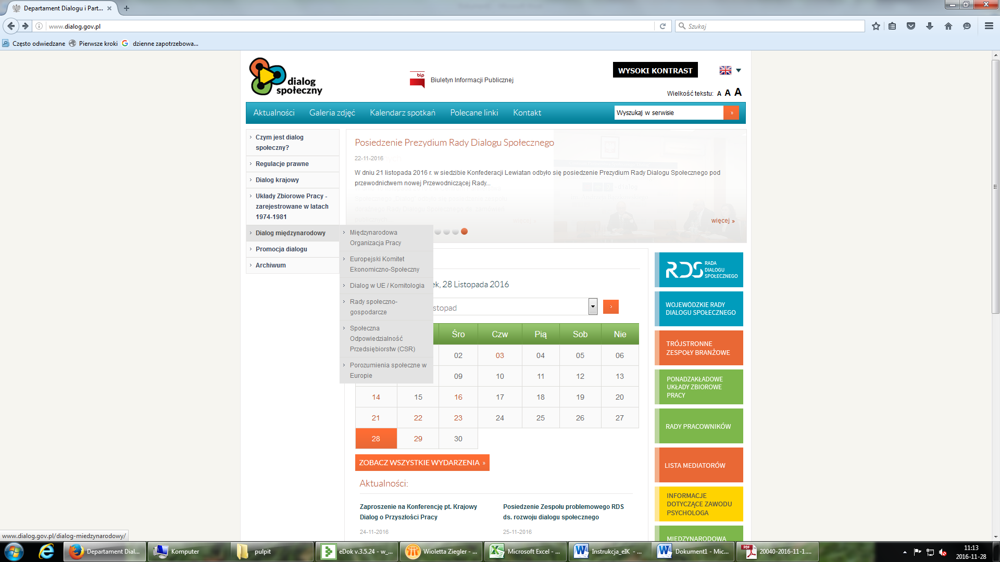 Departament Dialogu i Part...
www.dialog.gov.pl
Szukaj
Często odwiedzane
Pierwsze kroki
dzienne zapotrzebowa...
dialog
społeczny
bip
Biuletyn Informacji Publicznej
WYSOKI KONTRAST
Wielkość tekstu: A A A
Aktualności
Galeria zdjęć
Kalendarz spotkań
Polecane linki
Kontakt
Wyszukaj w serwisie
»
Czym jest dialog
społeczny?
Regulacje prawne
Dialog krajowy
Układy Zbiorowe Pracy -
zarejestrowane w latach
1974-1981
Dialog międzynarodowy
Promocja dialogu
Archiwum
Międzynarodowa
Organizacja Pracy
Europejski Komitet
Ekonomiczno-Społeczny
Dialog w UE / Komitologia
Rady społeczno-
gospodarcze
Społeczna
Odpowiedzialność
Przedsiębiorstw (CSR)
Porozumienia społeczne w
Europie
Posiedzenie Prezydium Rady Dialogu Społecznego
22-11-2016
W dniu 21 listopada 2016 r. w siedzibie Konfederacji Lewiatan odbyło się posiedzenie Prezydium Rady Dialogu Społecznego pod
przewodnictwem nowej Przewodniczącej Rady...
więcej »
ek, 28 Listopada 2016
stopad
Śro Czw Pią Sob Nie
02 03 04 05 06
09 10 11 12 13
14 15 16 17 18 19 20
21 22 23 24 25 26 27
28 29 30
ZOBACZ WSZYSTKIE WYDARZENIA »
Aktualności:
Zaproszenie na Konferencję pt. Krajowy
Dialog o Przyszłości Pracy
24-11-2016
Posiedzenie Zespołu problemowego RDS
ds. rozwoju dialogu społecznego
25-11-2016
RDS
RADA
DIALOGU
SPOŁECZNEGO
WOJEWÓDZKIE RADY
DIALOGU SPOŁECZNEGO
TRÓJSTRONNE
ZESPOŁY BRANŻOWE
PONADZAKŁADOWE
UKŁADY ZBIOROWE
PRACY
RADY PRACOWNIKÓW
LISTA MEDIATORÓW
INFORMACJE
DOTYCZĄCE ZAWODU
PSYCHOLOGA
MIĘDZYNARODOWA
www.dialog.gov.pl/dialog-miedzynarodowy/
Departament Dial...
Komputer
pulpit
eDok v.3.5.24 - w_...
Wioletta Ziegler - ...
Microsoft Excel - ...
Instrukcja_eIK - ...
Dokument1 - Mic...
PDF
20040-2016-11-1....
11:13
2016-11-28